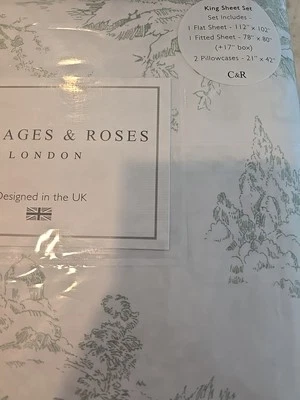 King Sheet Set
Set includes -
1 Flat Sheet - 112" x 102"
1 Fitted Sheet - 78" x 80"
(+17" box)
2 Pillowcases - 21" x 42"
C&R
AGES & ROSES
LONDON
Designed in the UK